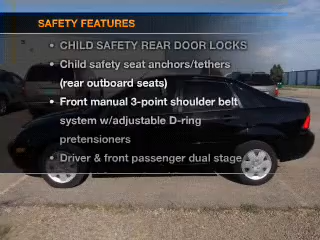 SAFETY FEATURES
• CHILD SAFETY REAR DOOR LOCKS
• Child safety seat anchors/tethers
(rear outboard seats)
• Front manual 3-point shoulder belt
system w/adjustable D-ring
pretensioners
• Driver & front passenger dual stage